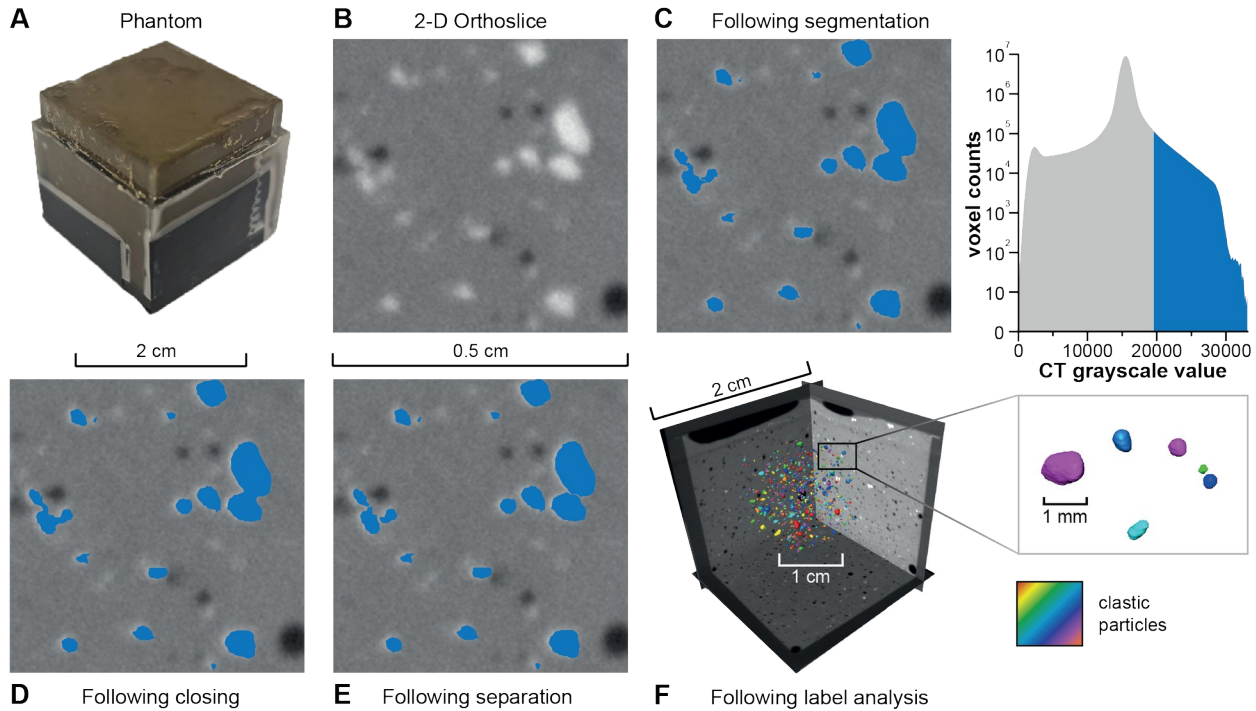 A Phantom
B 2-D Orthoslice
C Following segmentation
10⁷
10⁶
10⁵
10⁴
10³
10²
10
0
voxel counts
0 10000 20000 30000
CT grayscale value
2 cm
0.5 cm
2 cm
1 cm
1 mm
clastic
particles
D Following closing
E Following separation
F Following label analysis